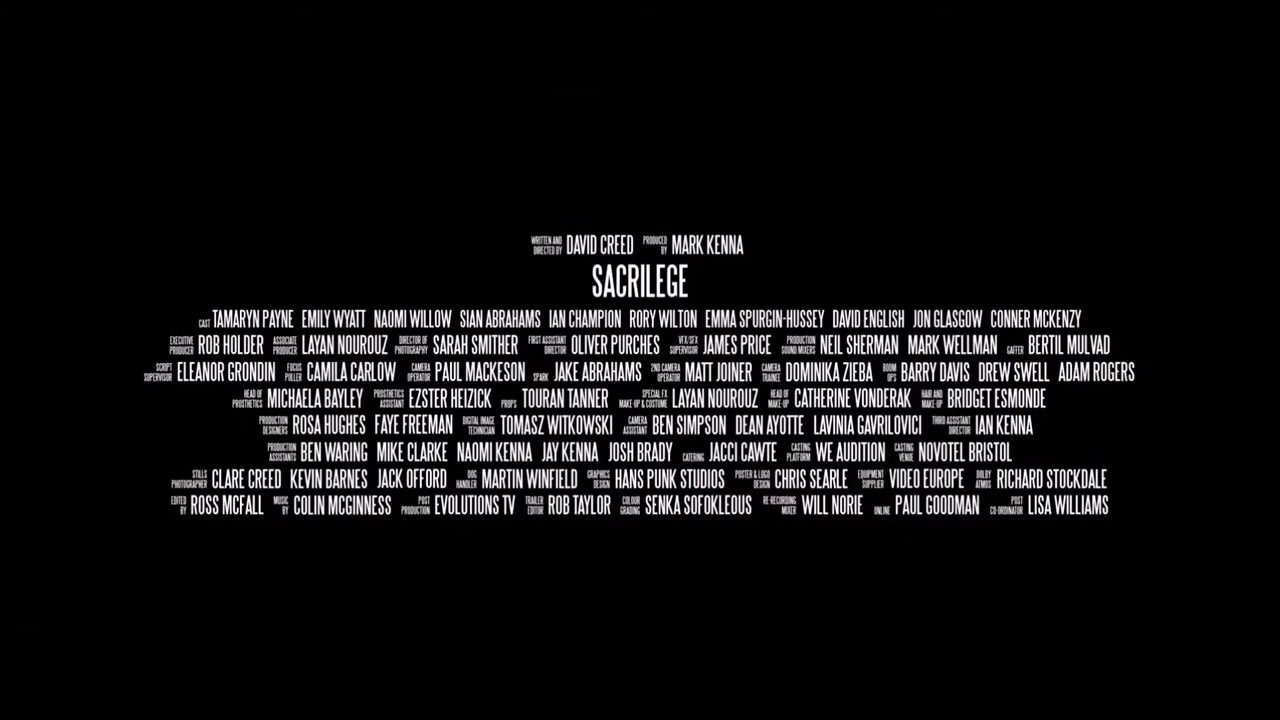 WRITTEN AND DIRECTED BY DAVID CREED PRODUCED BY MARK KENNA
SACRILEGE
CAST TAMARYN PAYNE EMILY WYATT NAOMI WILLOW SIAN ABRAHAMS IAN CHAMPION RORY WILTON EMMA SPURGIN-HUSSEY DAVID ENGLISH JON GLASGOW CONNER MCKENZY
EXECUTIVE PRODUCER ROB HOLDER ASSOCIATE PRODUCER LAYAN NOUROUZ DIRECTOR OF PHOTOGRAPHY SARAH SMITHER FIRST ASSISTANT DIRECTOR OLIVER PURCHES VFX/SFX SUPERVISOR JAMES PRICE PRODUCTION SOUND MIXERS NEIL SHERMAN MARK WELLMAN GAFFER BERTIL MULVAD
SCRIPT SUPERVISOR ELEANOR GRONDIN FOCUS PULLER CAMILA CARLOW CAMERA OPERATOR PAUL MACKESON SPARK JAKE ABRAHAMS 2ND CAMERA OPERATOR MATT JOINER CAMERA TRAINEE DOMINIKA ZIEBA BOOM OPS BARRY DAVIS DREW SWELL ADAM ROGERS
HEAD OF PROSTHETICS MICHAELA BAYLEY PROSTHETICS ASSISTANT EZSTER HEIZICK PROPS TOURAN TANNER SPECIAL FX MAKE-UP & COSTUME LAYAN NOUROUZ HEAD OF MAKE-UP CATHERINE VONDERAK HAIR AND MAKE-UP BRIDGET ESMONDE
PRODUCTION DESIGNERS ROSA HUGHES FAYE FREEMAN DIGITAL IMAGE TECHNICIAN TOMASZ WITKOWSKI CAMERA ASSISTANT BEN SIMPSON DEAN AYOTTE LAVINIA GAVRILOVICI THIRD ASSISTANT DIRECTOR IAN KENNA
PRODUCTION ASSISTANTS BEN WARING MIKE CLARKE NAOMI KENNA JAY KENNA JOSH BRADY CATERING JACCI CAWTE CASTING PLATFORM WE AUDITION CASTING VENUE NOVOTEL BRISTOL
STILLS PHOTOGRAPHER CLARE CREED KEVIN BARNES JACK OFFORD DOG HANDLER MARTIN WINFIELD GRAPHICS DESIGN HANS PUNK STUDIOS POSTER & LOGO DESIGN CHRIS SEARLE EQUIPMENT SUPPLIER VIDEO EUROPE DOLBY ATMOS RICHARD STOCKDALE
EDITED BY ROSS MCFALL MUSIC BY COLIN MCGINNESS POST PRODUCTION EVOLUTIONS TV TRAILER EDITOR ROB TAYLOR COLOUR GRADING SENKA SOFOKLEOUS RE-RECORDING MIXER WILL NORIE ONLINE PAUL GOODMAN POST CO-ORDINATOR LISA WILLIAMS